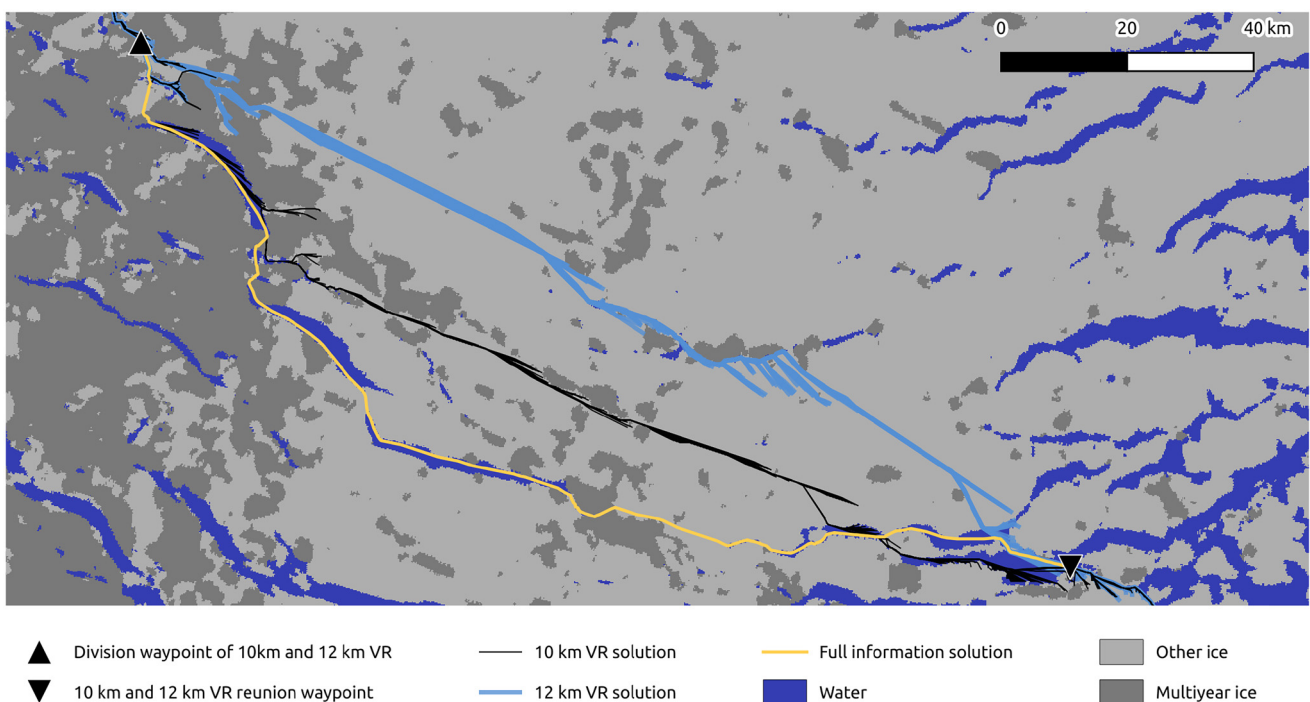 0 20 40 km
Division waypoint of 10km and 12 km VR
10 km VR solution
Full information solution
Other ice
10 km and 12 km VR reunion waypoint
12 km VR solution
Water
Multiyear ice